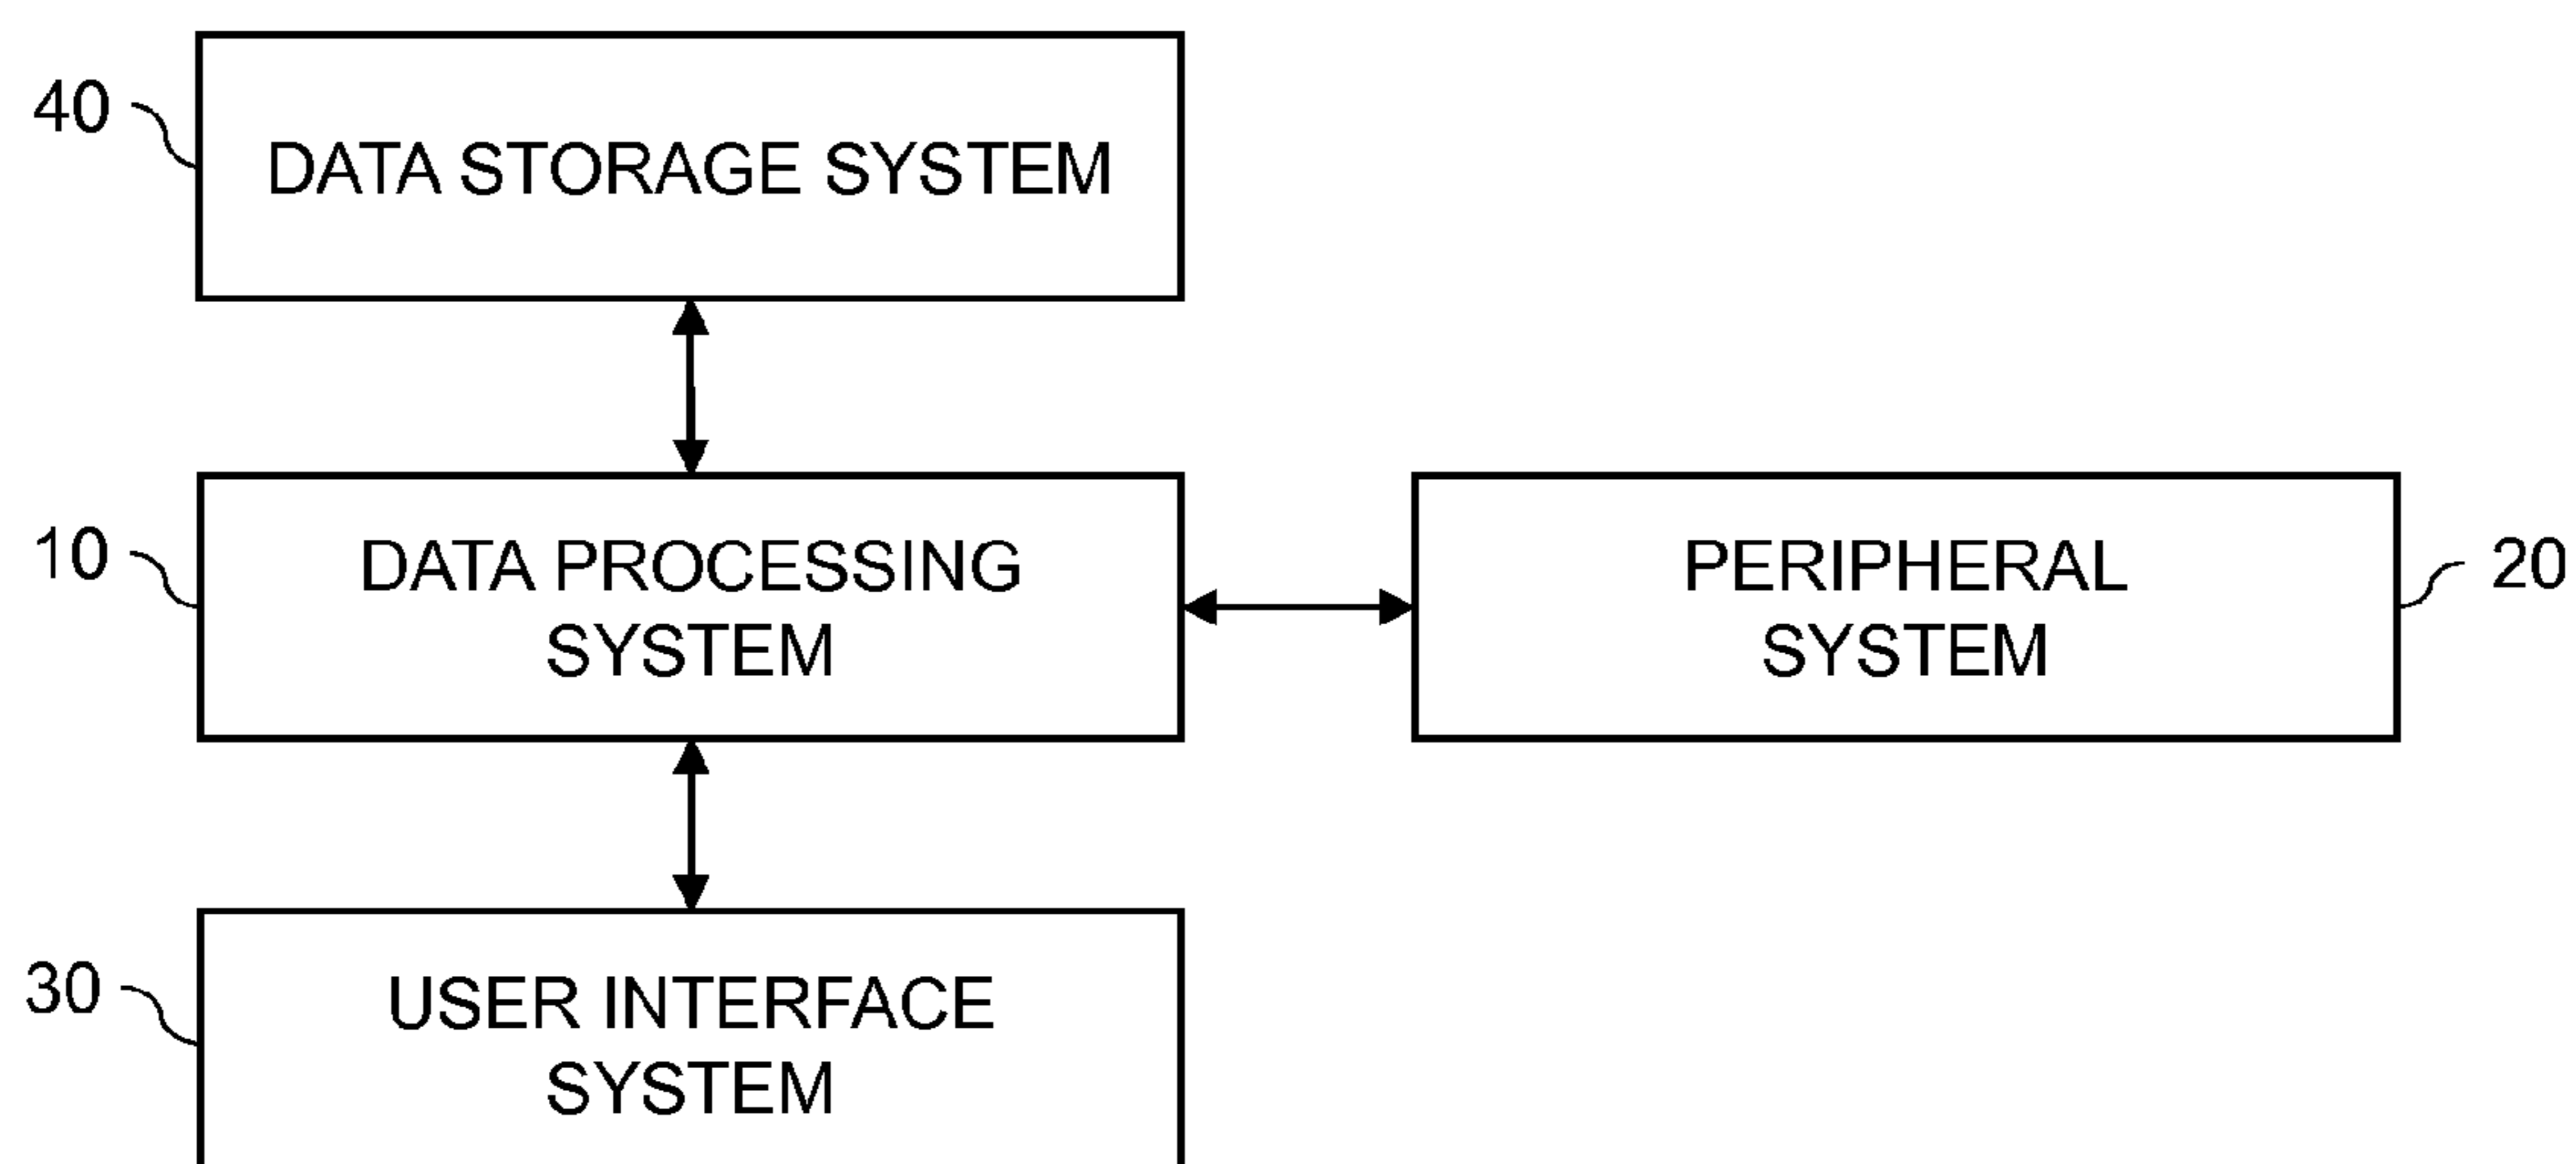 40
DATA STORAGE SYSTEM
10
DATA PROCESSING
SYSTEM
PERIPHERAL
SYSTEM
20
30
USER INTERFACE
SYSTEM